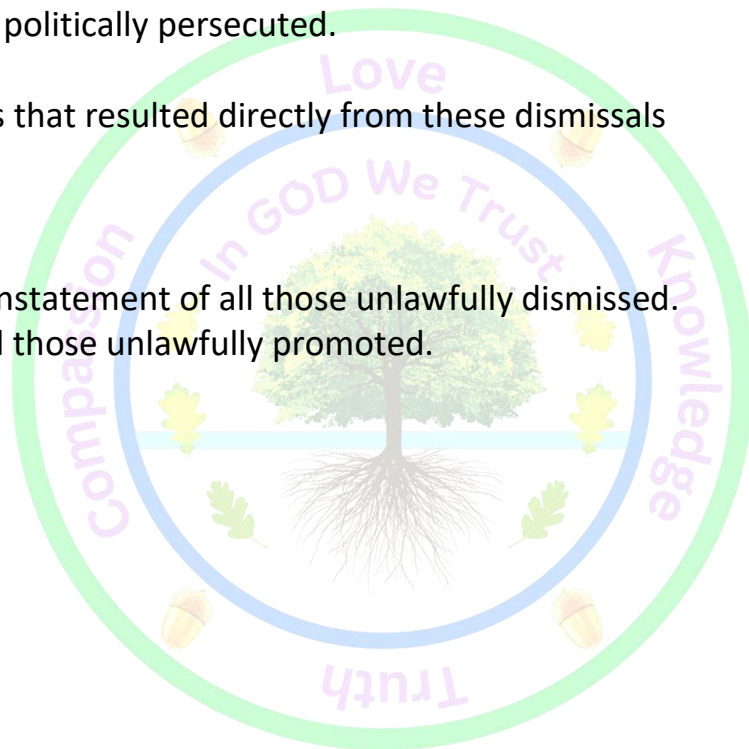 politically persecuted.
Love
s that resulted directly from these dismissals
In GOD We Trust
Compassion
Knowledge
nstatement of all those unlawfully dismissed.
l those unlawfully promoted.
Truth